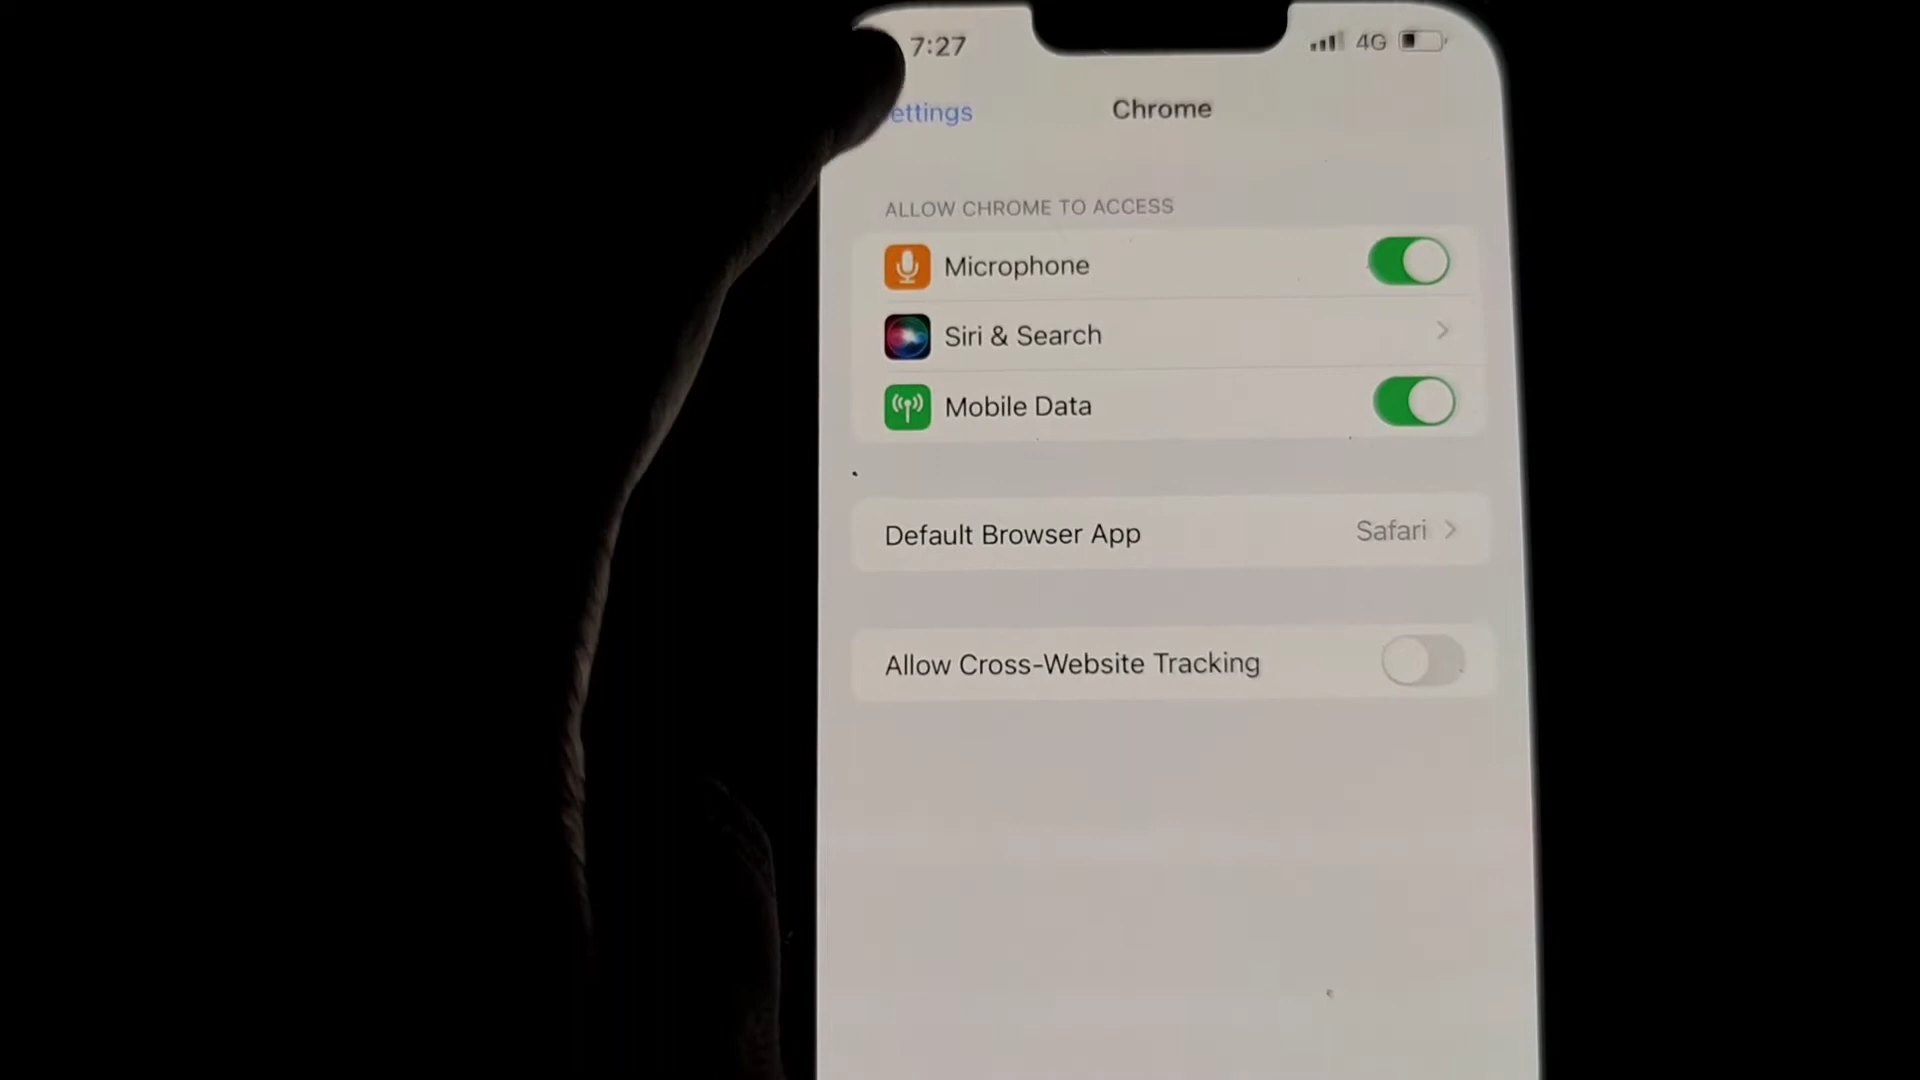 7:27
4G
ettings
Chrome
ALLOW CHROME TO ACCESS
Microphone
Siri & Search
Mobile Data
Default Browser App
Safari
Allow Cross-Website Tracking